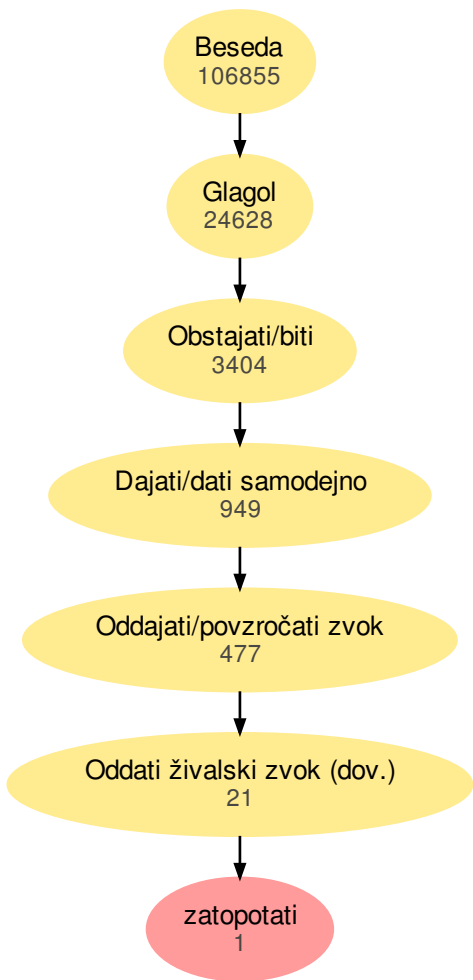 Beseda
106855
Glagol
24628
Obstajati/biti
3404
Dajati/dati samodejno
949
Oddajati/povzročati zvok
477
Oddati živalski zvok (dov.)
21
zatopotati
1